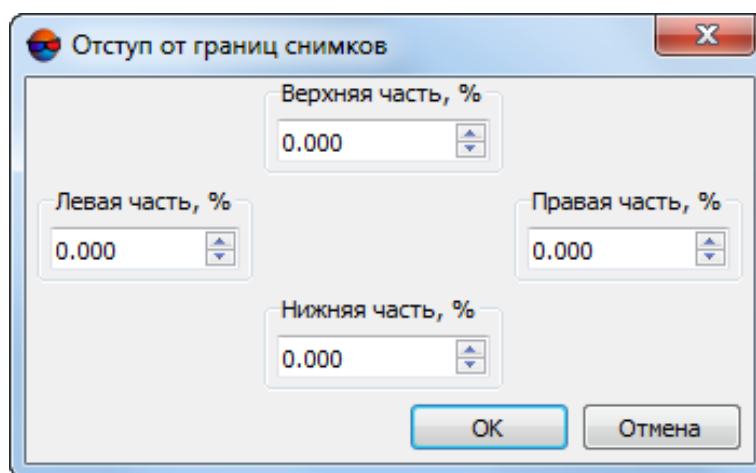 Отступ от границ снимков
Верхняя часть, %
0.000
Левая часть, %
0.000
Правая часть, %
0.000
Нижняя часть, %
0.000
OK
Отмена